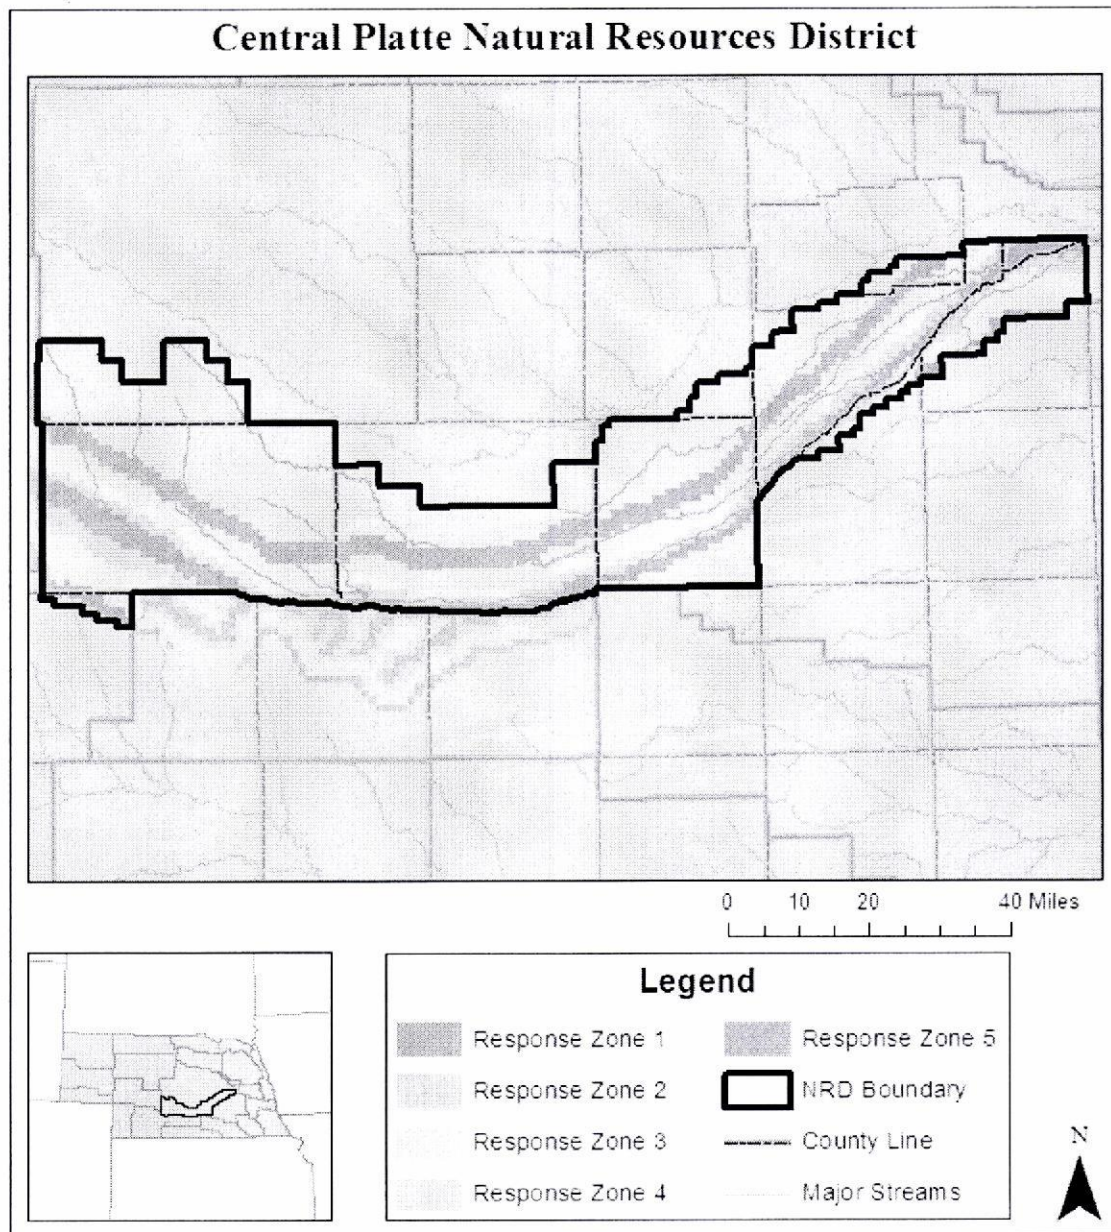 Central Platte Natural Resources District
0 10 20 40 Miles
Legend
Response Zone 1
Response Zone 2
Response Zone 3
Response Zone 4
Response Zone 5
NRD Boundary
County Line
Major Streams
N